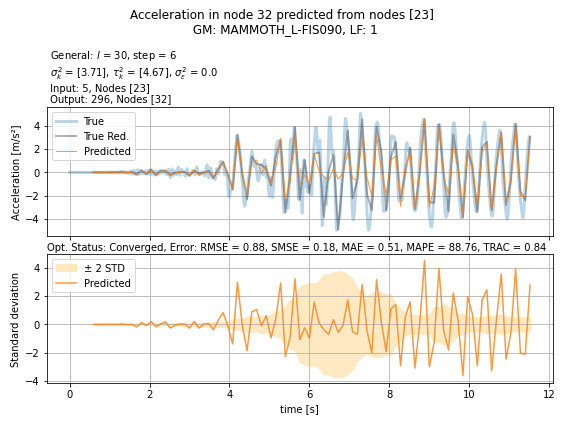 Acceleration in node 32 predicted from nodes [23]
GM: MAMMOTH_L-FIS090, LF: 1
General: l = 30, step = 6
σ²ₖ = [3.71], τ²ₖ = [4.67], σ²ε = 0.0
Input: 5, Nodes [23]
Output: 296, Nodes [32]
Acceleration [m/s²]
4
2
0
−2
−4
True
True Red.
Predicted
Opt. Status: Converged, Error: RMSE = 0.88, SMSE = 0.18, MAE = 0.51, MAPE = 88.76, TRAC = 0.84
Standard deviation
4
2
0
−2
−4
± 2 STD
Predicted
0 2 4 6 8 10 12
time [s]